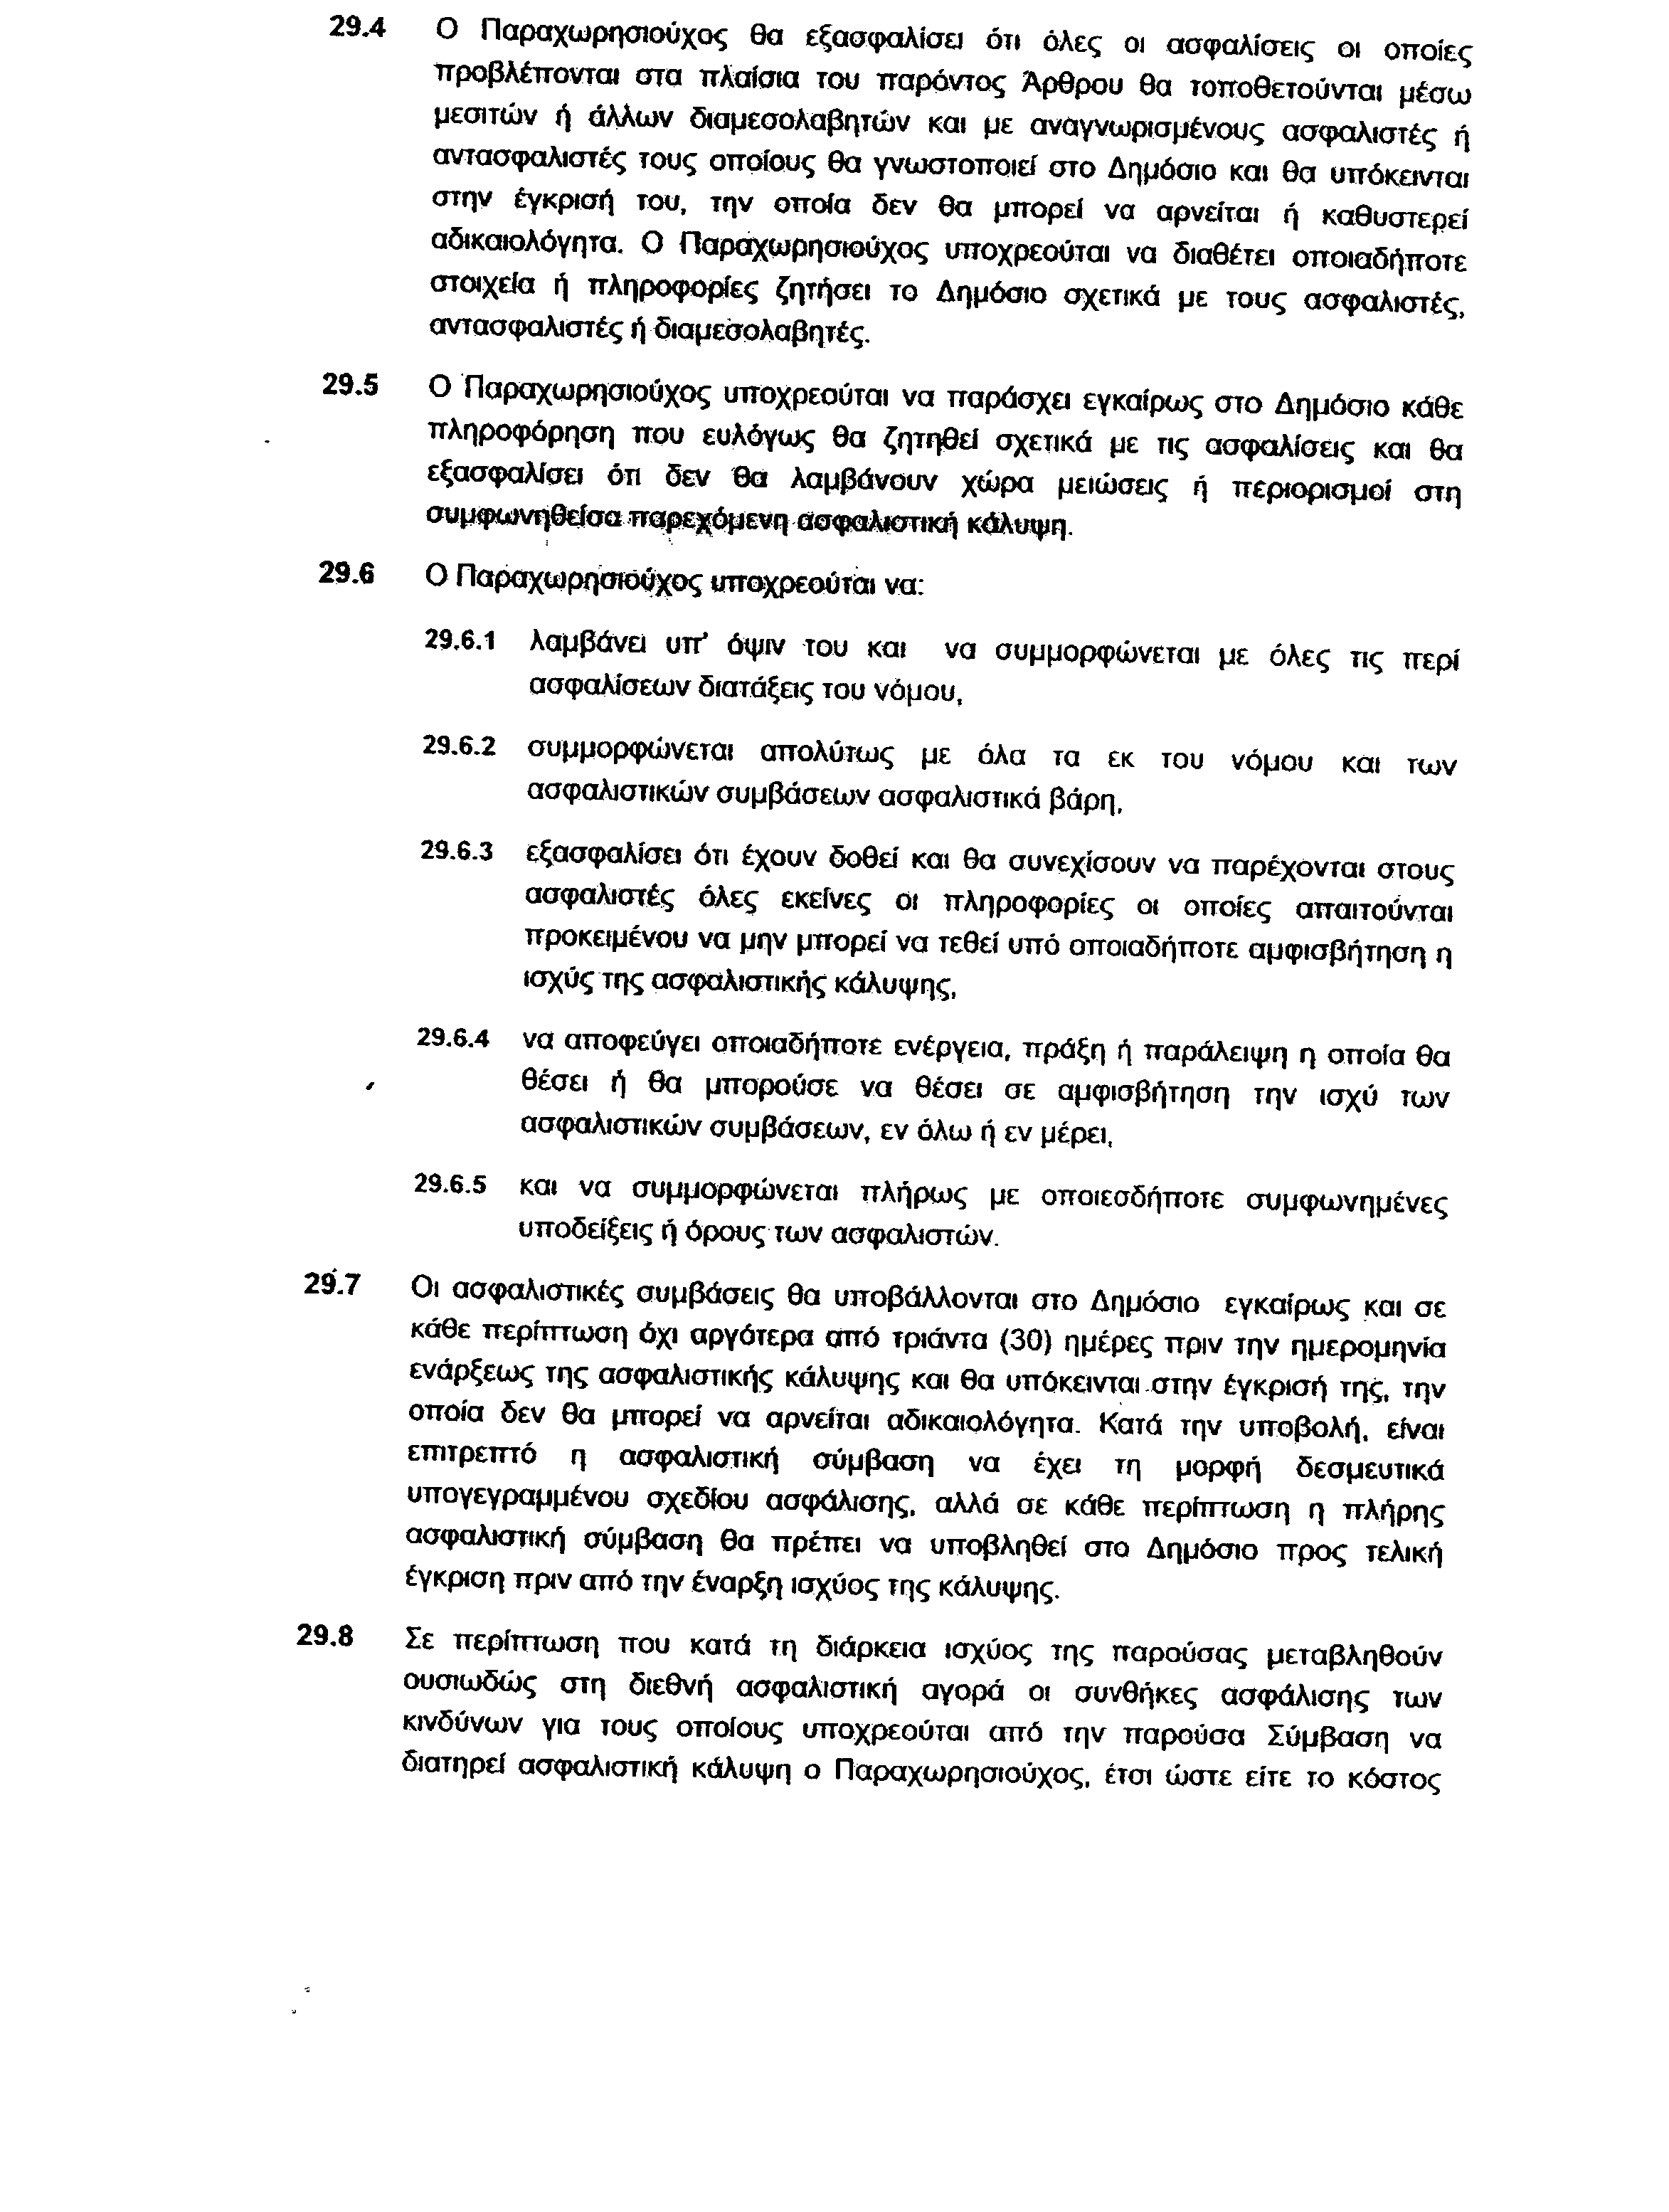 29.4 Ο Παραχωρησιούχος θα εξασφαλίσει ότι όλες οι ασφαλίσεις οι οποίες
προβλέπονται στα πλαίσια του παρόντος Άρθρου θα τοποθετούνται μέσω
μεσιτών ή άλλων διαμεσολαβητών και με αναγνωρισμένους ασφαλιστές ή
αντασφαλιστές τους οποίους θα γνωστοποιεί στο Δημόσιο και θα υπόκεινται
στην έγκρισή του, την οποία δεν θα μπορεί να αρνείται ή καθυστερεί
αδικαιολόγητα. Ο Παραχωρησιούχος υποχρεούται να διαθέτει οποιαδήποτε
στοιχεία ή πληροφορίες ζητήσει το Δημόσιο σχετικά με τους ασφαλιστές,
αντασφαλιστές ή διαμεσολαβητές.
29.5 Ο Παραχωρησιούχος υποχρεούται να παράσχει εγκαίρως στο Δημόσιο κάθε
πληροφόρηση που ευλόγως θα ζητηθεί σχετικά με τις ασφαλίσεις και θα
εξασφαλίσει ότι δεν θα λαμβάνουν χώρα μειώσεις ή περιορισμοί στη
συμφωνηθείσα παρεχόμενη ασφαλιστική κάλυψη.
29.6 Ο Παραχωρησιούχος υποχρεούται να:
29.6.1 λαμβάνει υπ' όψιν του και να συμμορφώνεται με όλες τις περί
ασφαλίσεων διατάξεις του νόμου,
29.6.2 συμμορφώνεται απολύτως με όλα τα εκ του νόμου και των
ασφαλιστικών συμβάσεων ασφαλιστικά βάρη,
29.6.3 εξασφαλίσει ότι έχουν δοθεί και θα συνεχίσουν να παρέχονται στους
ασφαλιστές όλες εκείνες οι πληροφορίες οι οποίες απαιτούνται
προκειμένου να μην μπορεί να τεθεί υπό οποιαδήποτε αμφισβήτηση η
ισχύς της ασφαλιστικής κάλυψης,
29.6.4 να αποφεύγει οποιαδήποτε ενέργεια, πράξη ή παράλειψη η οποία θα
θέσει ή θα μπορούσε να θέσει σε αμφισβήτηση την ισχύ των
ασφαλιστικών συμβάσεων, εν όλω ή εν μέρει,
29.6.5 και να συμμορφώνεται πλήρως με οποιεσδήποτε συμφωνημένες
υποδείξεις ή όρους των ασφαλιστών.
29.7 Οι ασφαλιστικές συμβάσεις θα υποβάλλονται στο Δημόσιο εγκαίρως και σε
κάθε περίπτωση όχι αργότερα από τριάντα (30) ημέρες πριν την ημερομηνία
ενάρξεως της ασφαλιστικής κάλυψης και θα υπόκεινται στην έγκρισή της, την
οποία δεν θα μπορεί να αρνείται αδικαιολόγητα. Κατά την υποβολή, είναι
επιτρεπτό η ασφαλιστική σύμβαση να έχει τη μορφή δεσμευτικά
υπογεγραμμένου σχεδίου ασφάλισης, αλλά σε κάθε περίπτωση η πλήρης
ασφαλιστική σύμβαση θα πρέπει να υποβληθεί στο Δημόσιο προς τελική
έγκριση πριν από την έναρξη ισχύος της κάλυψης.
29.8 Σε περίπτωση που κατά τη διάρκεια ισχύος της παρούσας μεταβληθούν
ουσιωδώς στη διεθνή ασφαλιστική αγορά οι συνθήκες ασφάλισης των
κινδύνων για τους οποίους υποχρεούται από την παρούσα Σύμβαση να
διατηρεί ασφαλιστική κάλυψη ο Παραχωρησιούχος, έτσι ώστε είτε το κόστος